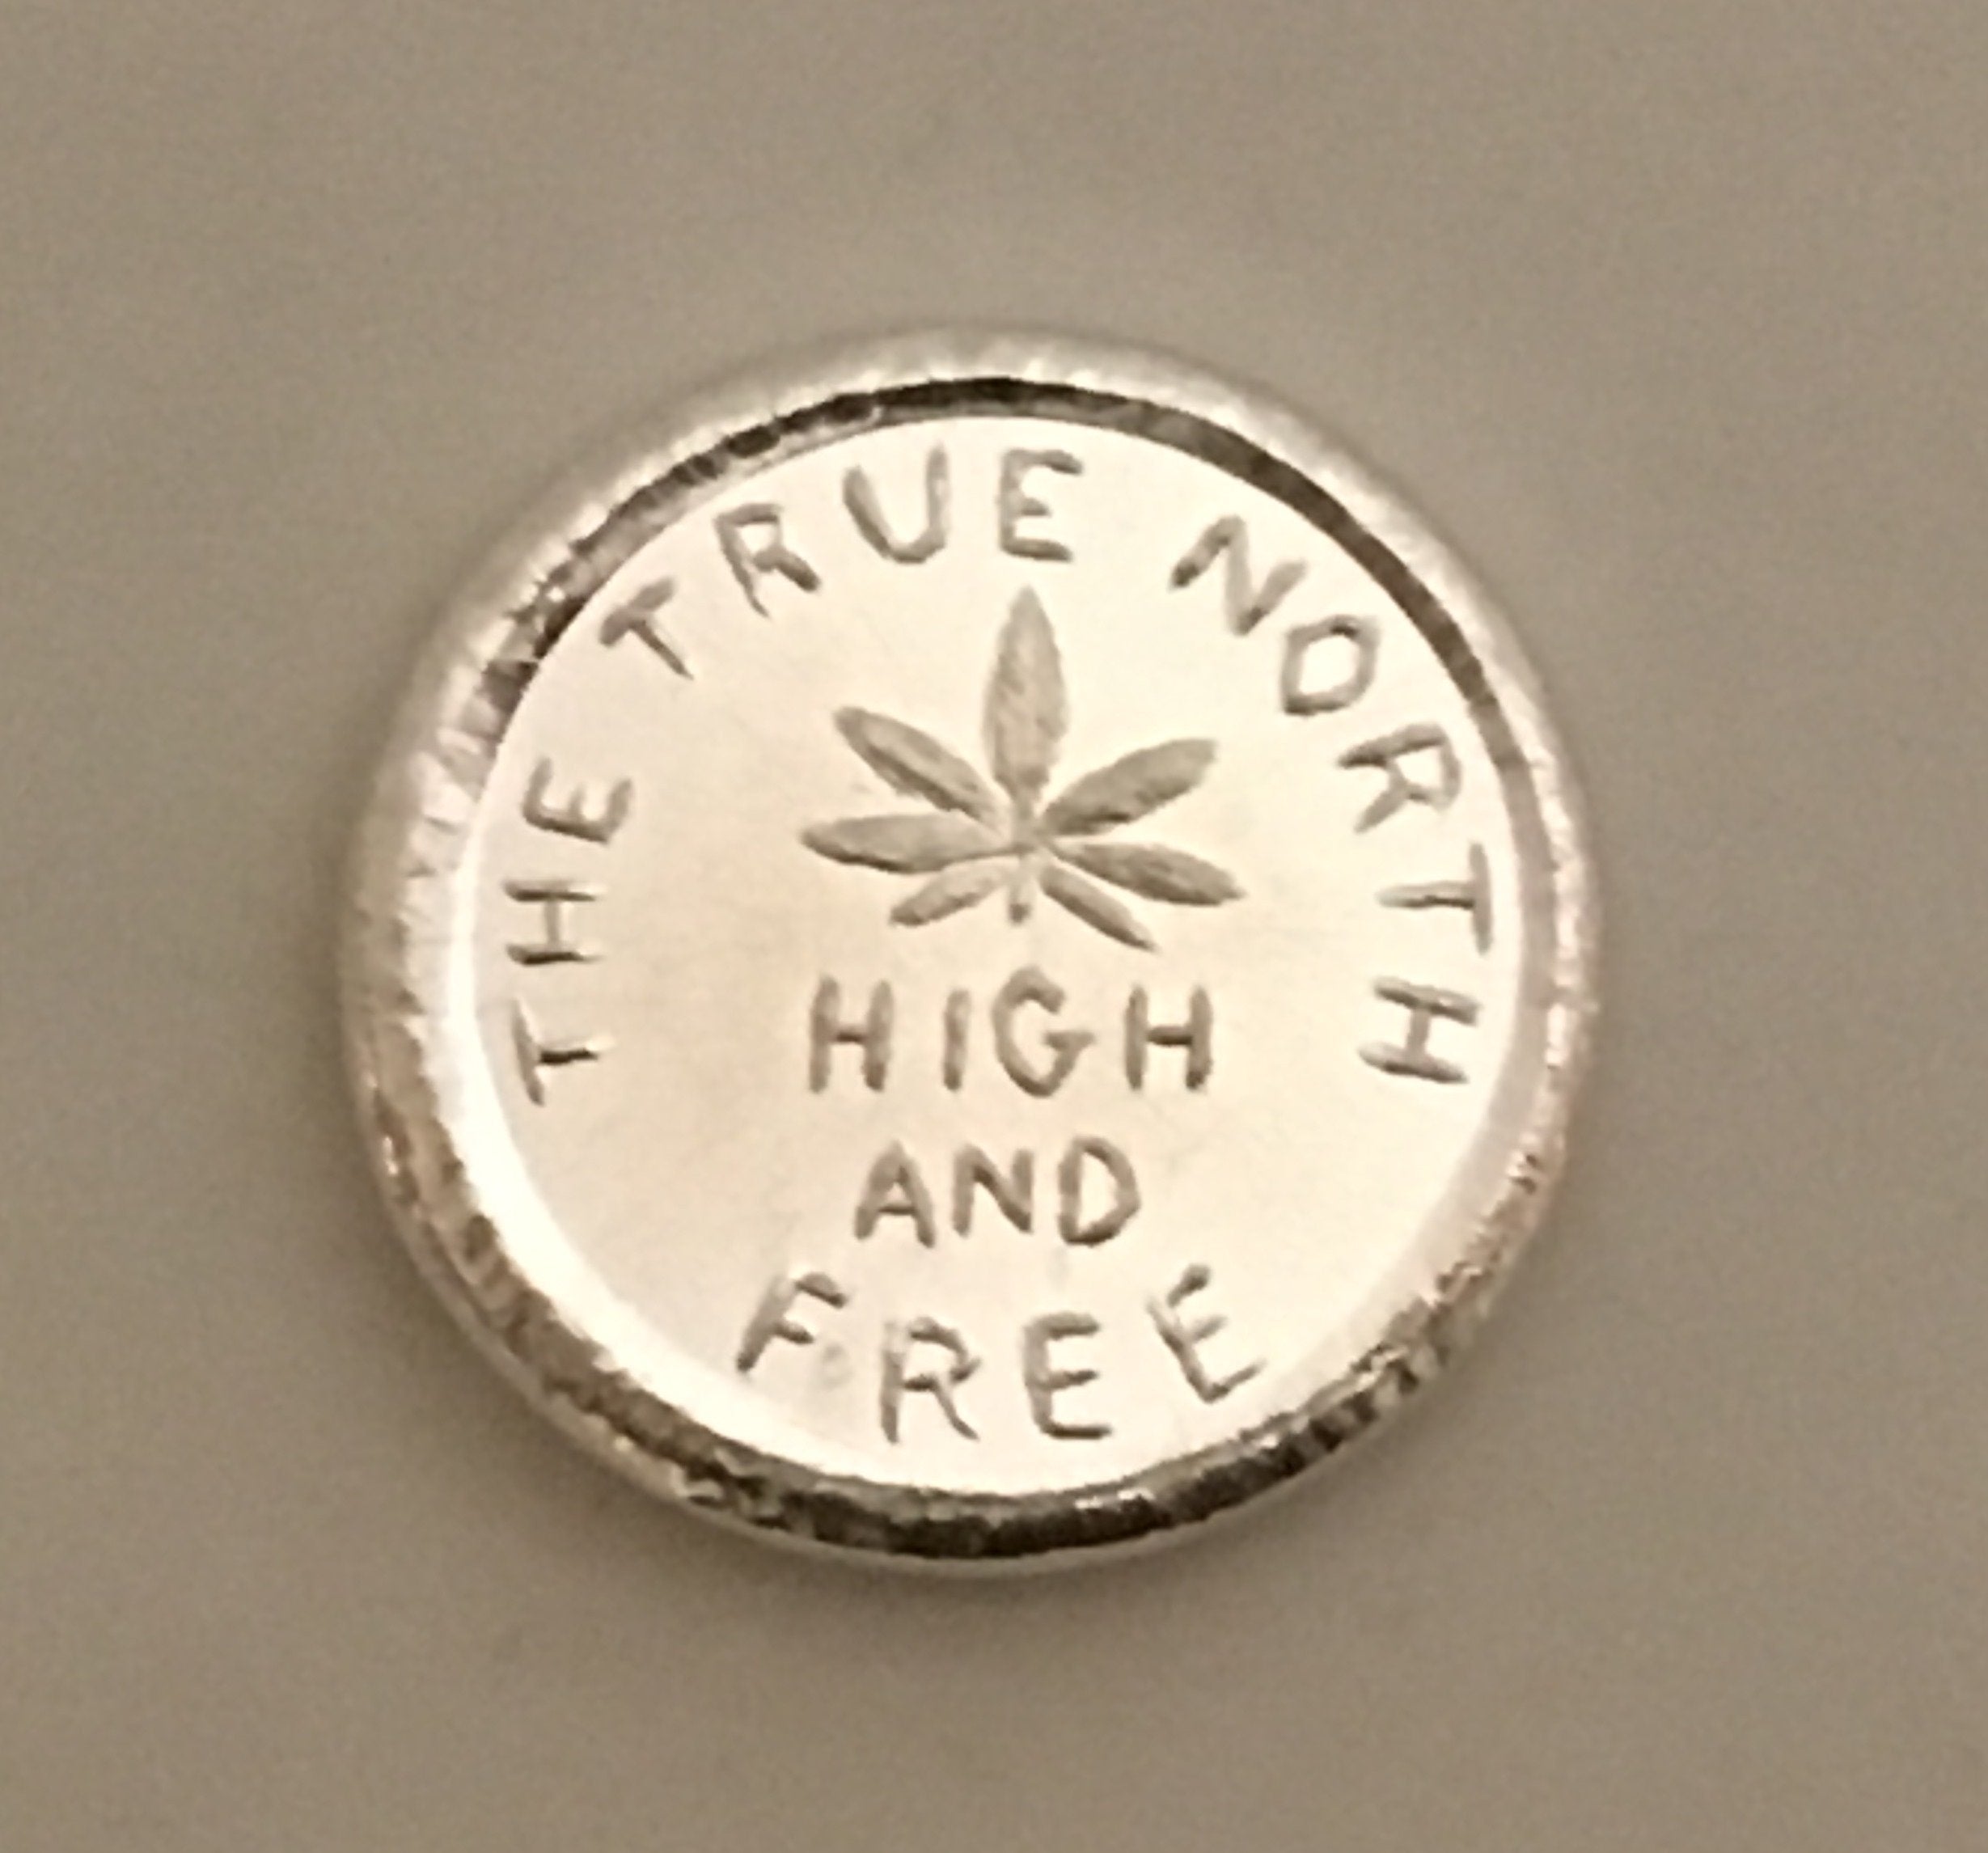 THE TRUE NORTH
HIGH
AND
FREE